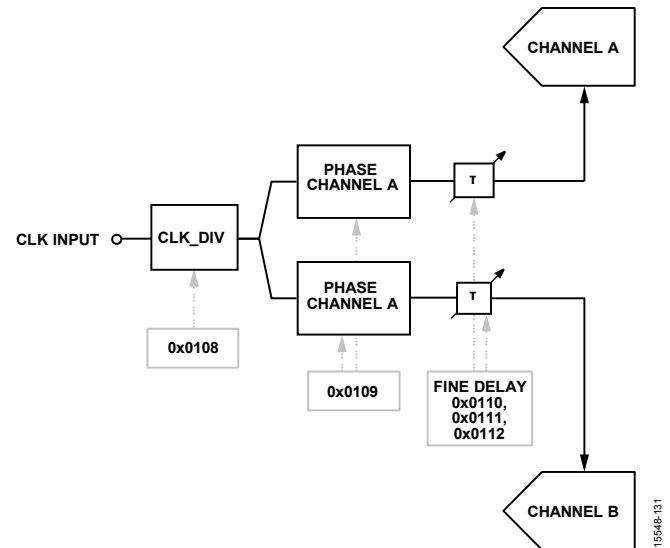 CHANNEL A
PHASE
CHANNEL A
T
CLK INPUT
CLK_DIV
PHASE
CHANNEL A
T
0x0108
0x0109
FINE DELAY
0x0110,
0x0111,
0x0112
CHANNEL B
15548-131